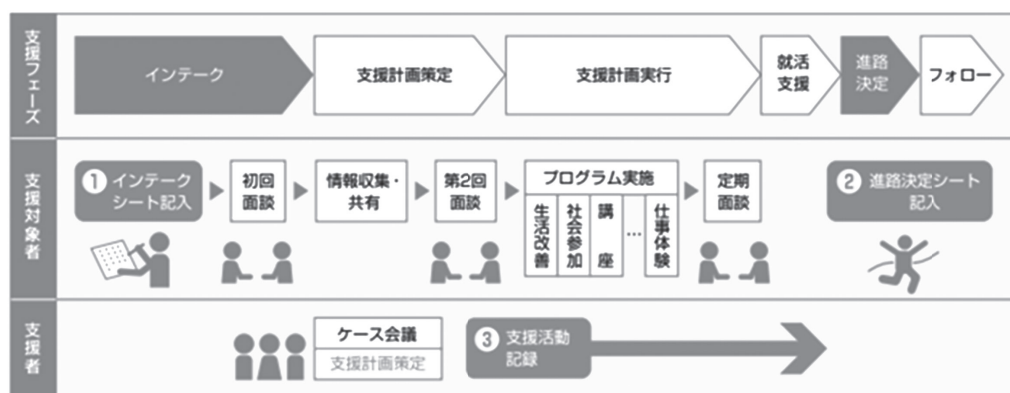 支援フェーズ
インテーク
支援計画策定
支援計画実行
就活
支援
進路
決定
フォロー
支援対象者
1 インテーク
シート記入
初回
面談
情報収集・
共有
第2回
面談
プログラム実施
生活改善
社会参加
講座
…
仕事体験
定期
面談
2 進路決定シート
記入
支援者
ケース会議
支援計画策定
3 支援活動
記録